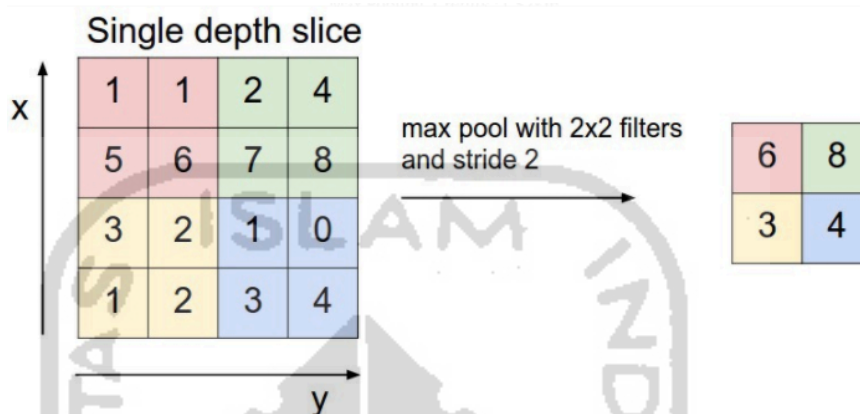 Single depth slice
x
1 1 2 4
5 6 7 8
3 2 1 0
1 2 3 4
y
max pool with 2x2 filters
and stride 2
6 8
3 4
ISLAM